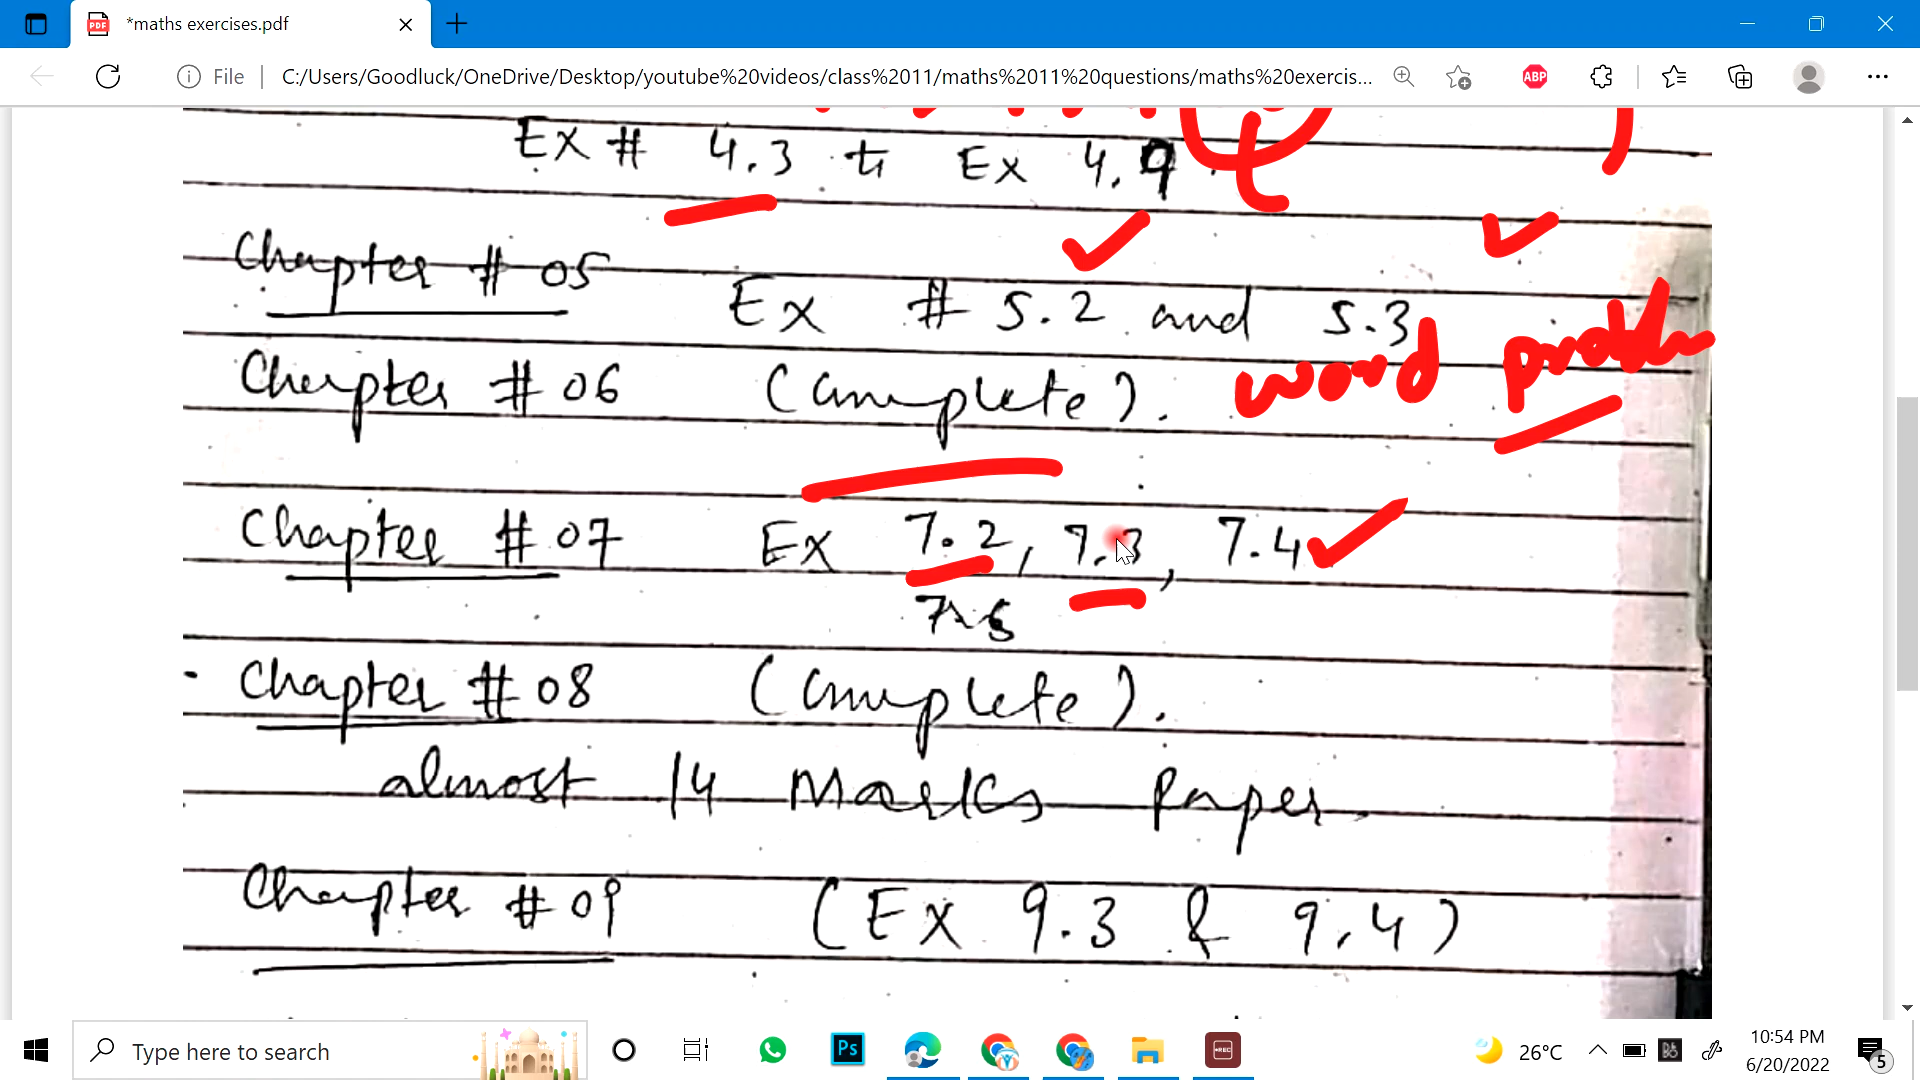 *maths exercises.pdf
File
C:/Users/Goodluck/OneDrive/Desktop/youtube%20videos/class%2011/maths%2011%20questions/maths%20exercis...
ABP
Ex # 4.3 to Ex 4.9
Chapter # 05
Ex # 5.2 and 5.3
Chapter # 06 (Complete). word
Chapter # 07 Ex 7.2, 7.3, 7.4
Chapter # 08 (Complete).
almost 14 Marks Paper.
Chapter # 09 (Ex 9.3 & 9.4)
Type here to search
Ps
26°C
10:54 PM
6/20/2022
5